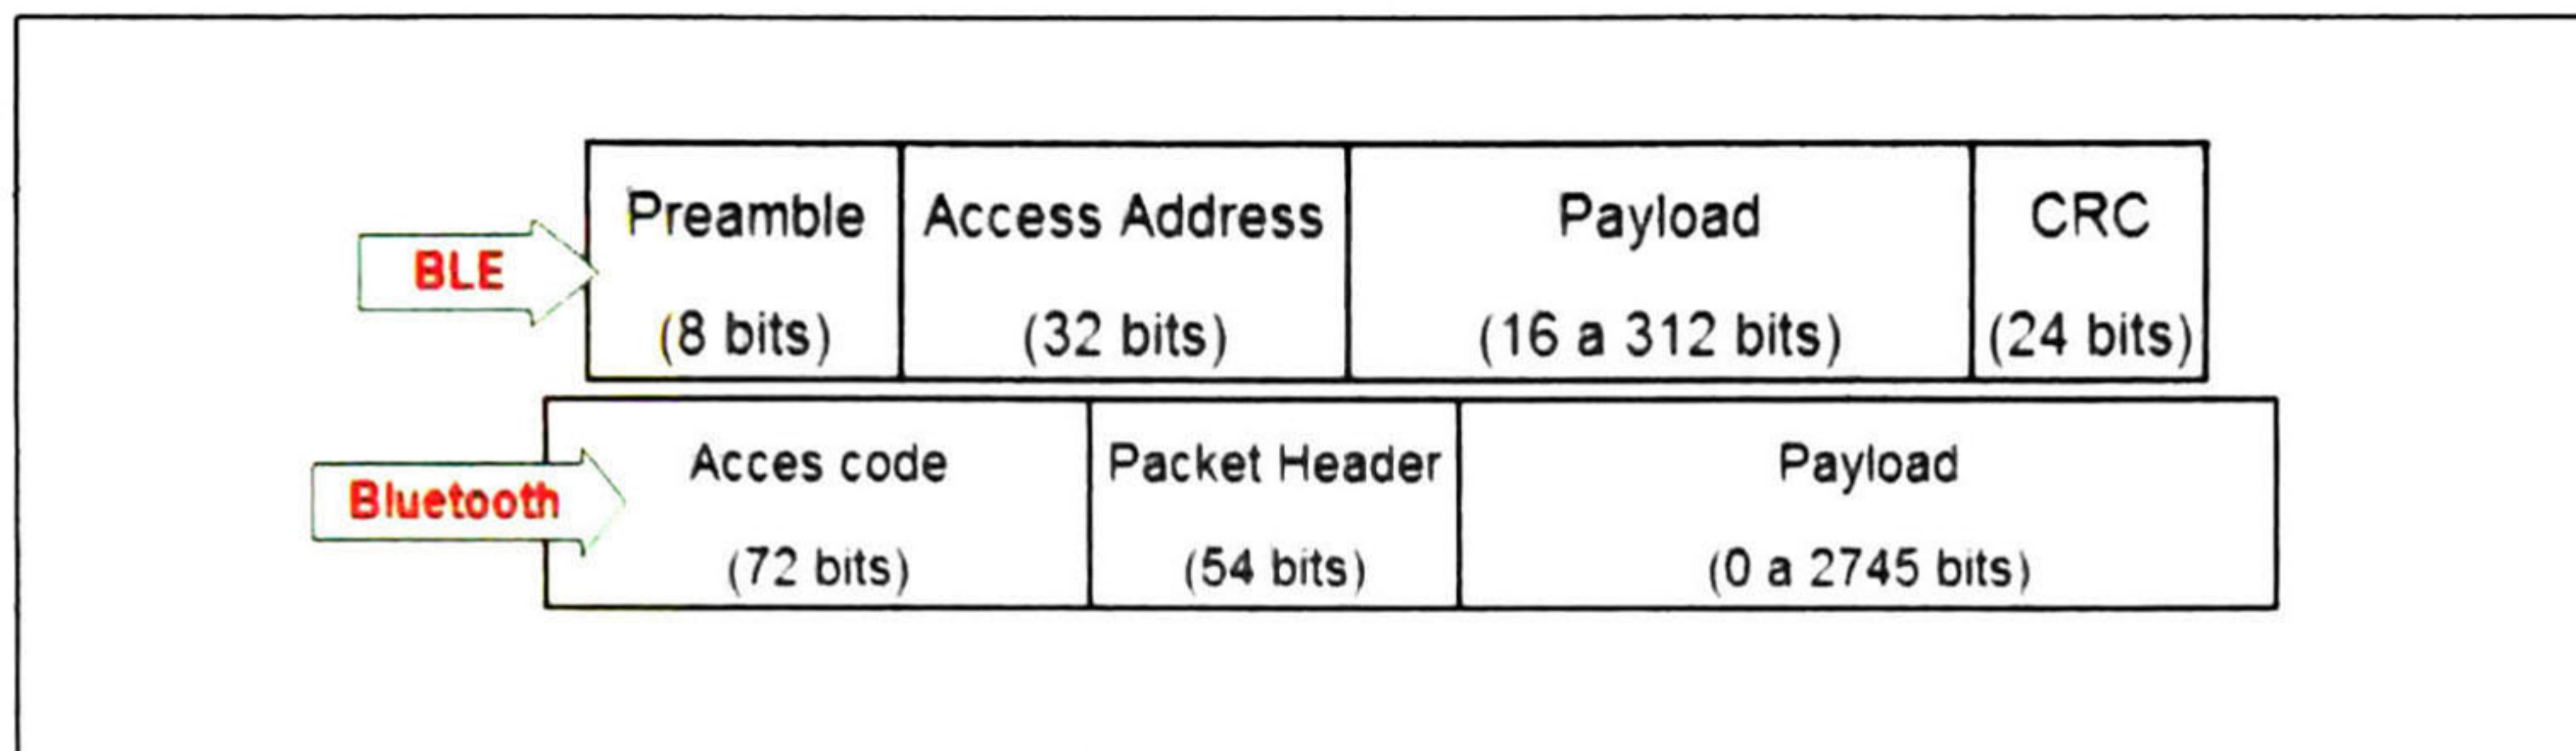 BLE
Preamble
(8 bits)
Access Address
(32 bits)
Payload
(16 a 312 bits)
CRC
(24 bits)
Bluetooth
Acces code
(72 bits)
Packet Header
(54 bits)
Payload
(0 a 2745 bits)